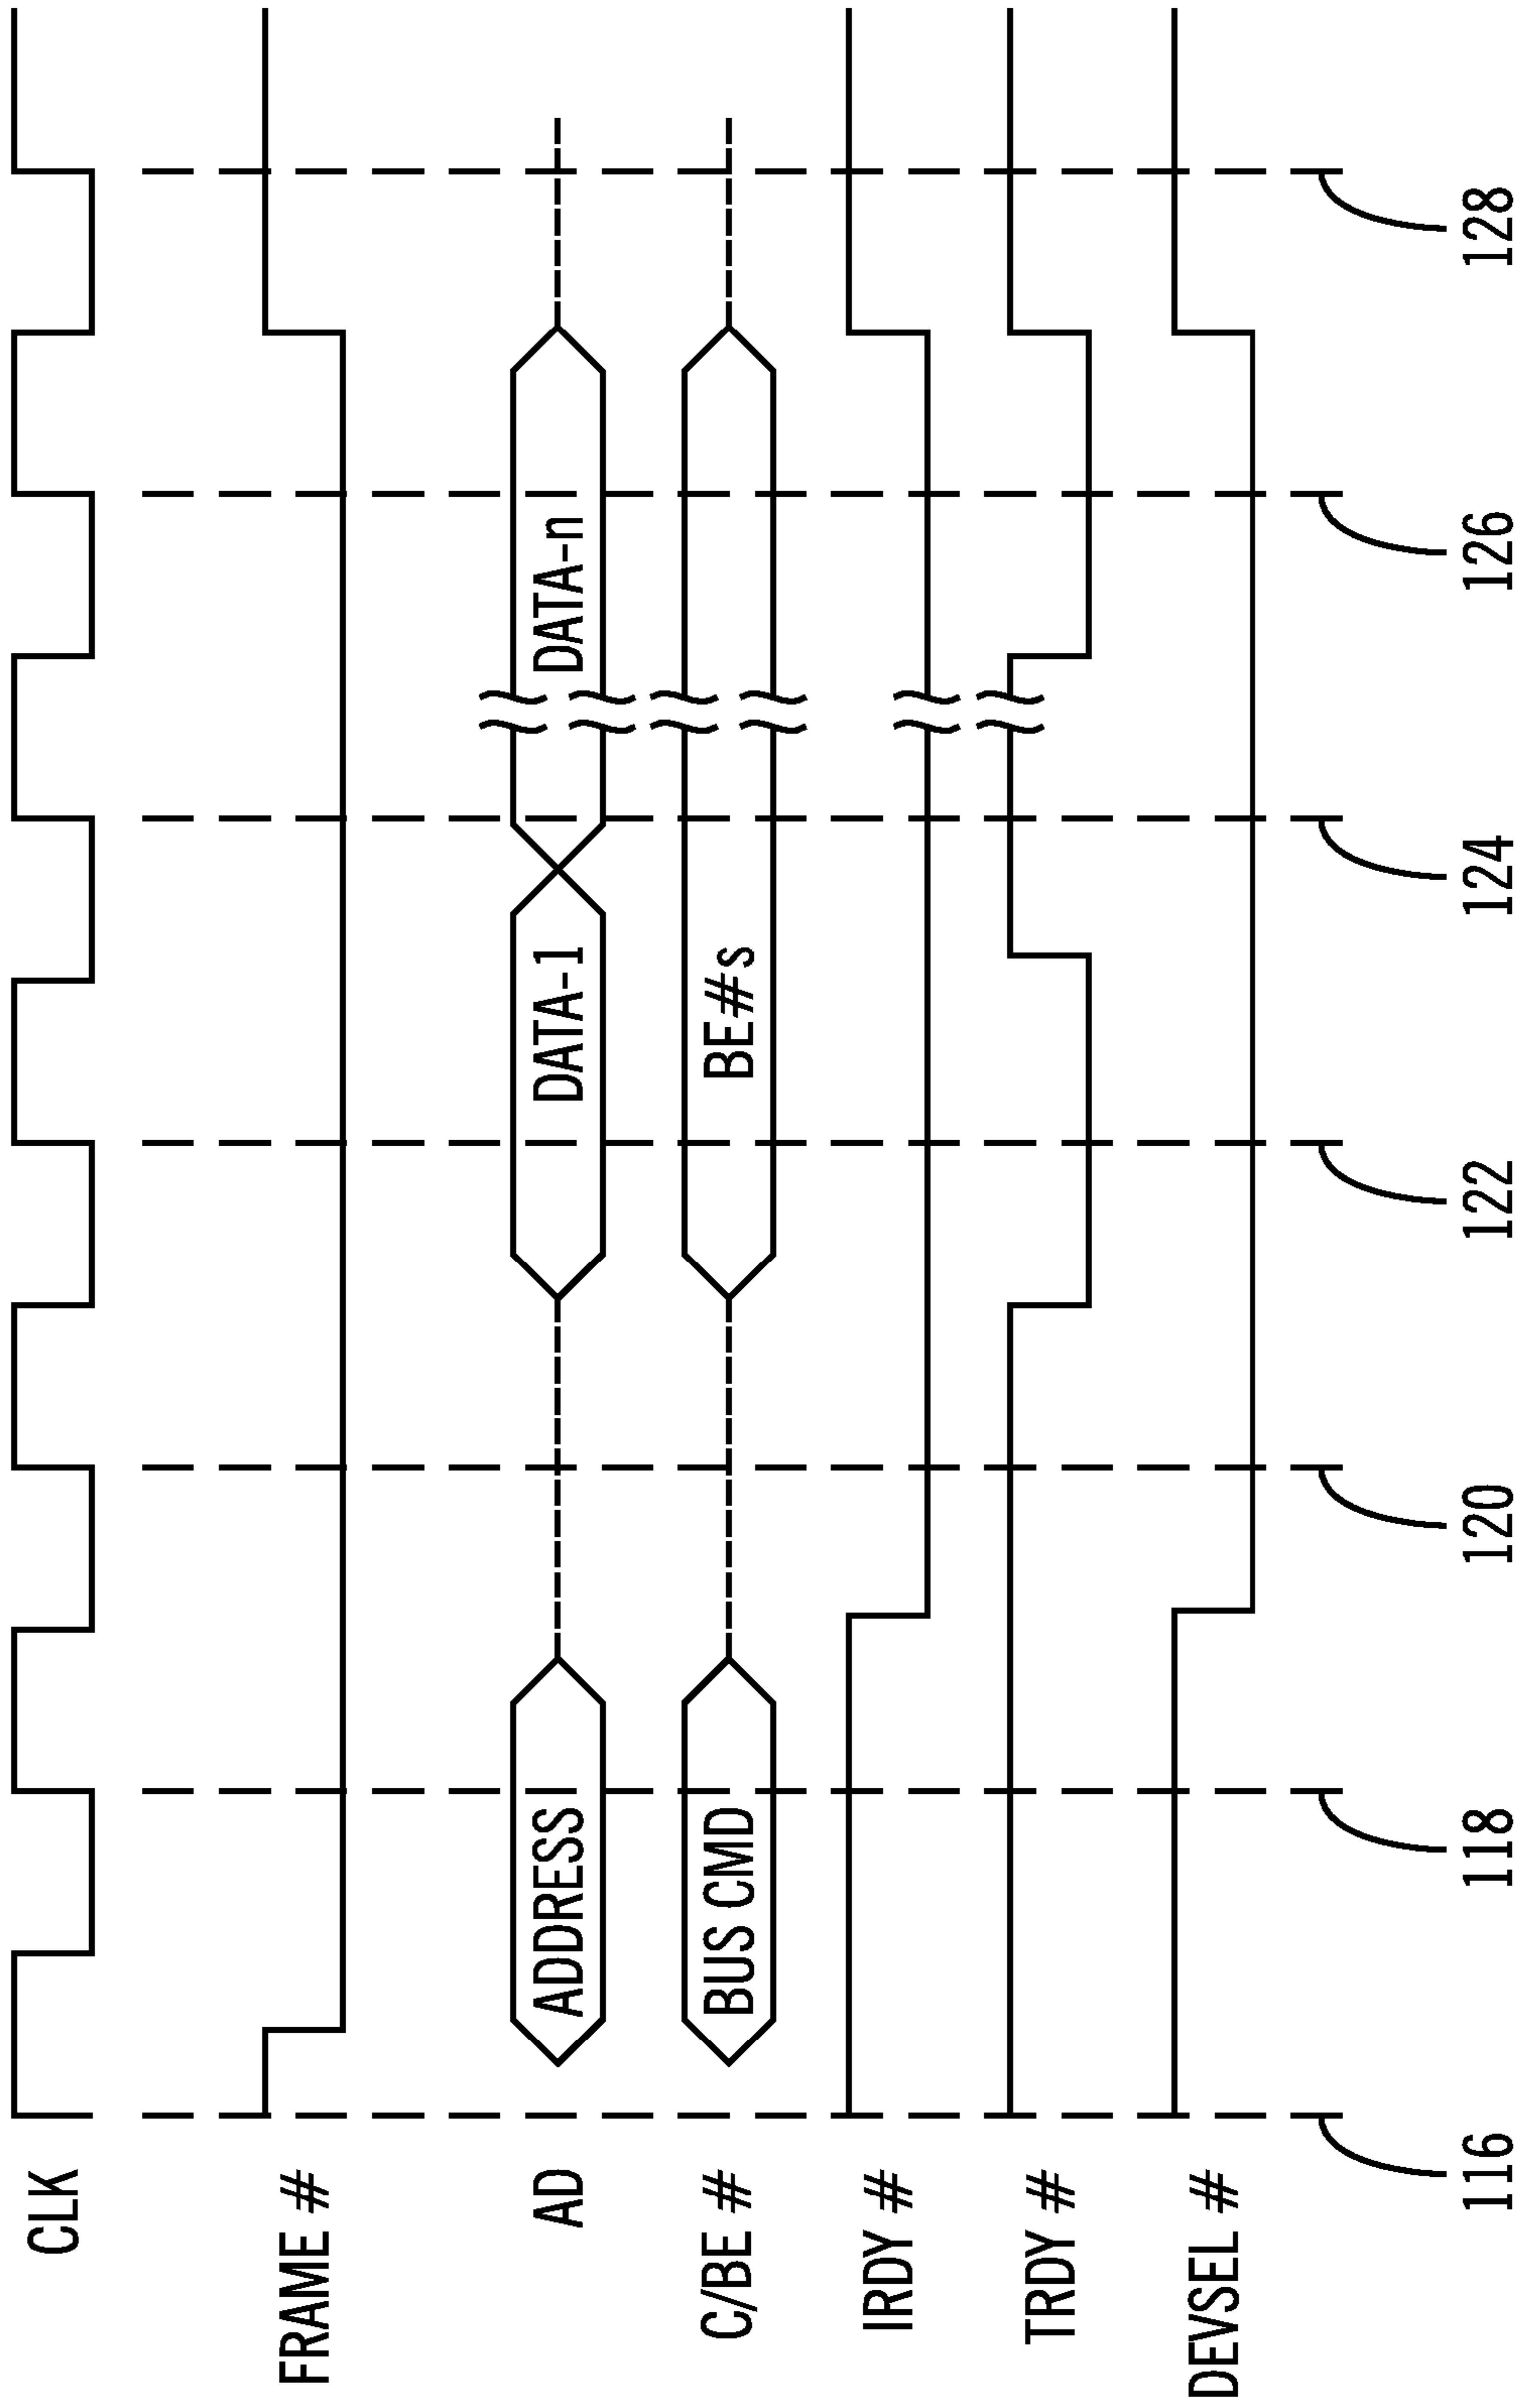 CLK
FRAME #
AD
ADDRESS
DATA-1
DATA-n
C/BE #
BUS CMD
BE#s
IRDY #
TRDY #
DEVSEL #
116
118
120
122
124
126
128